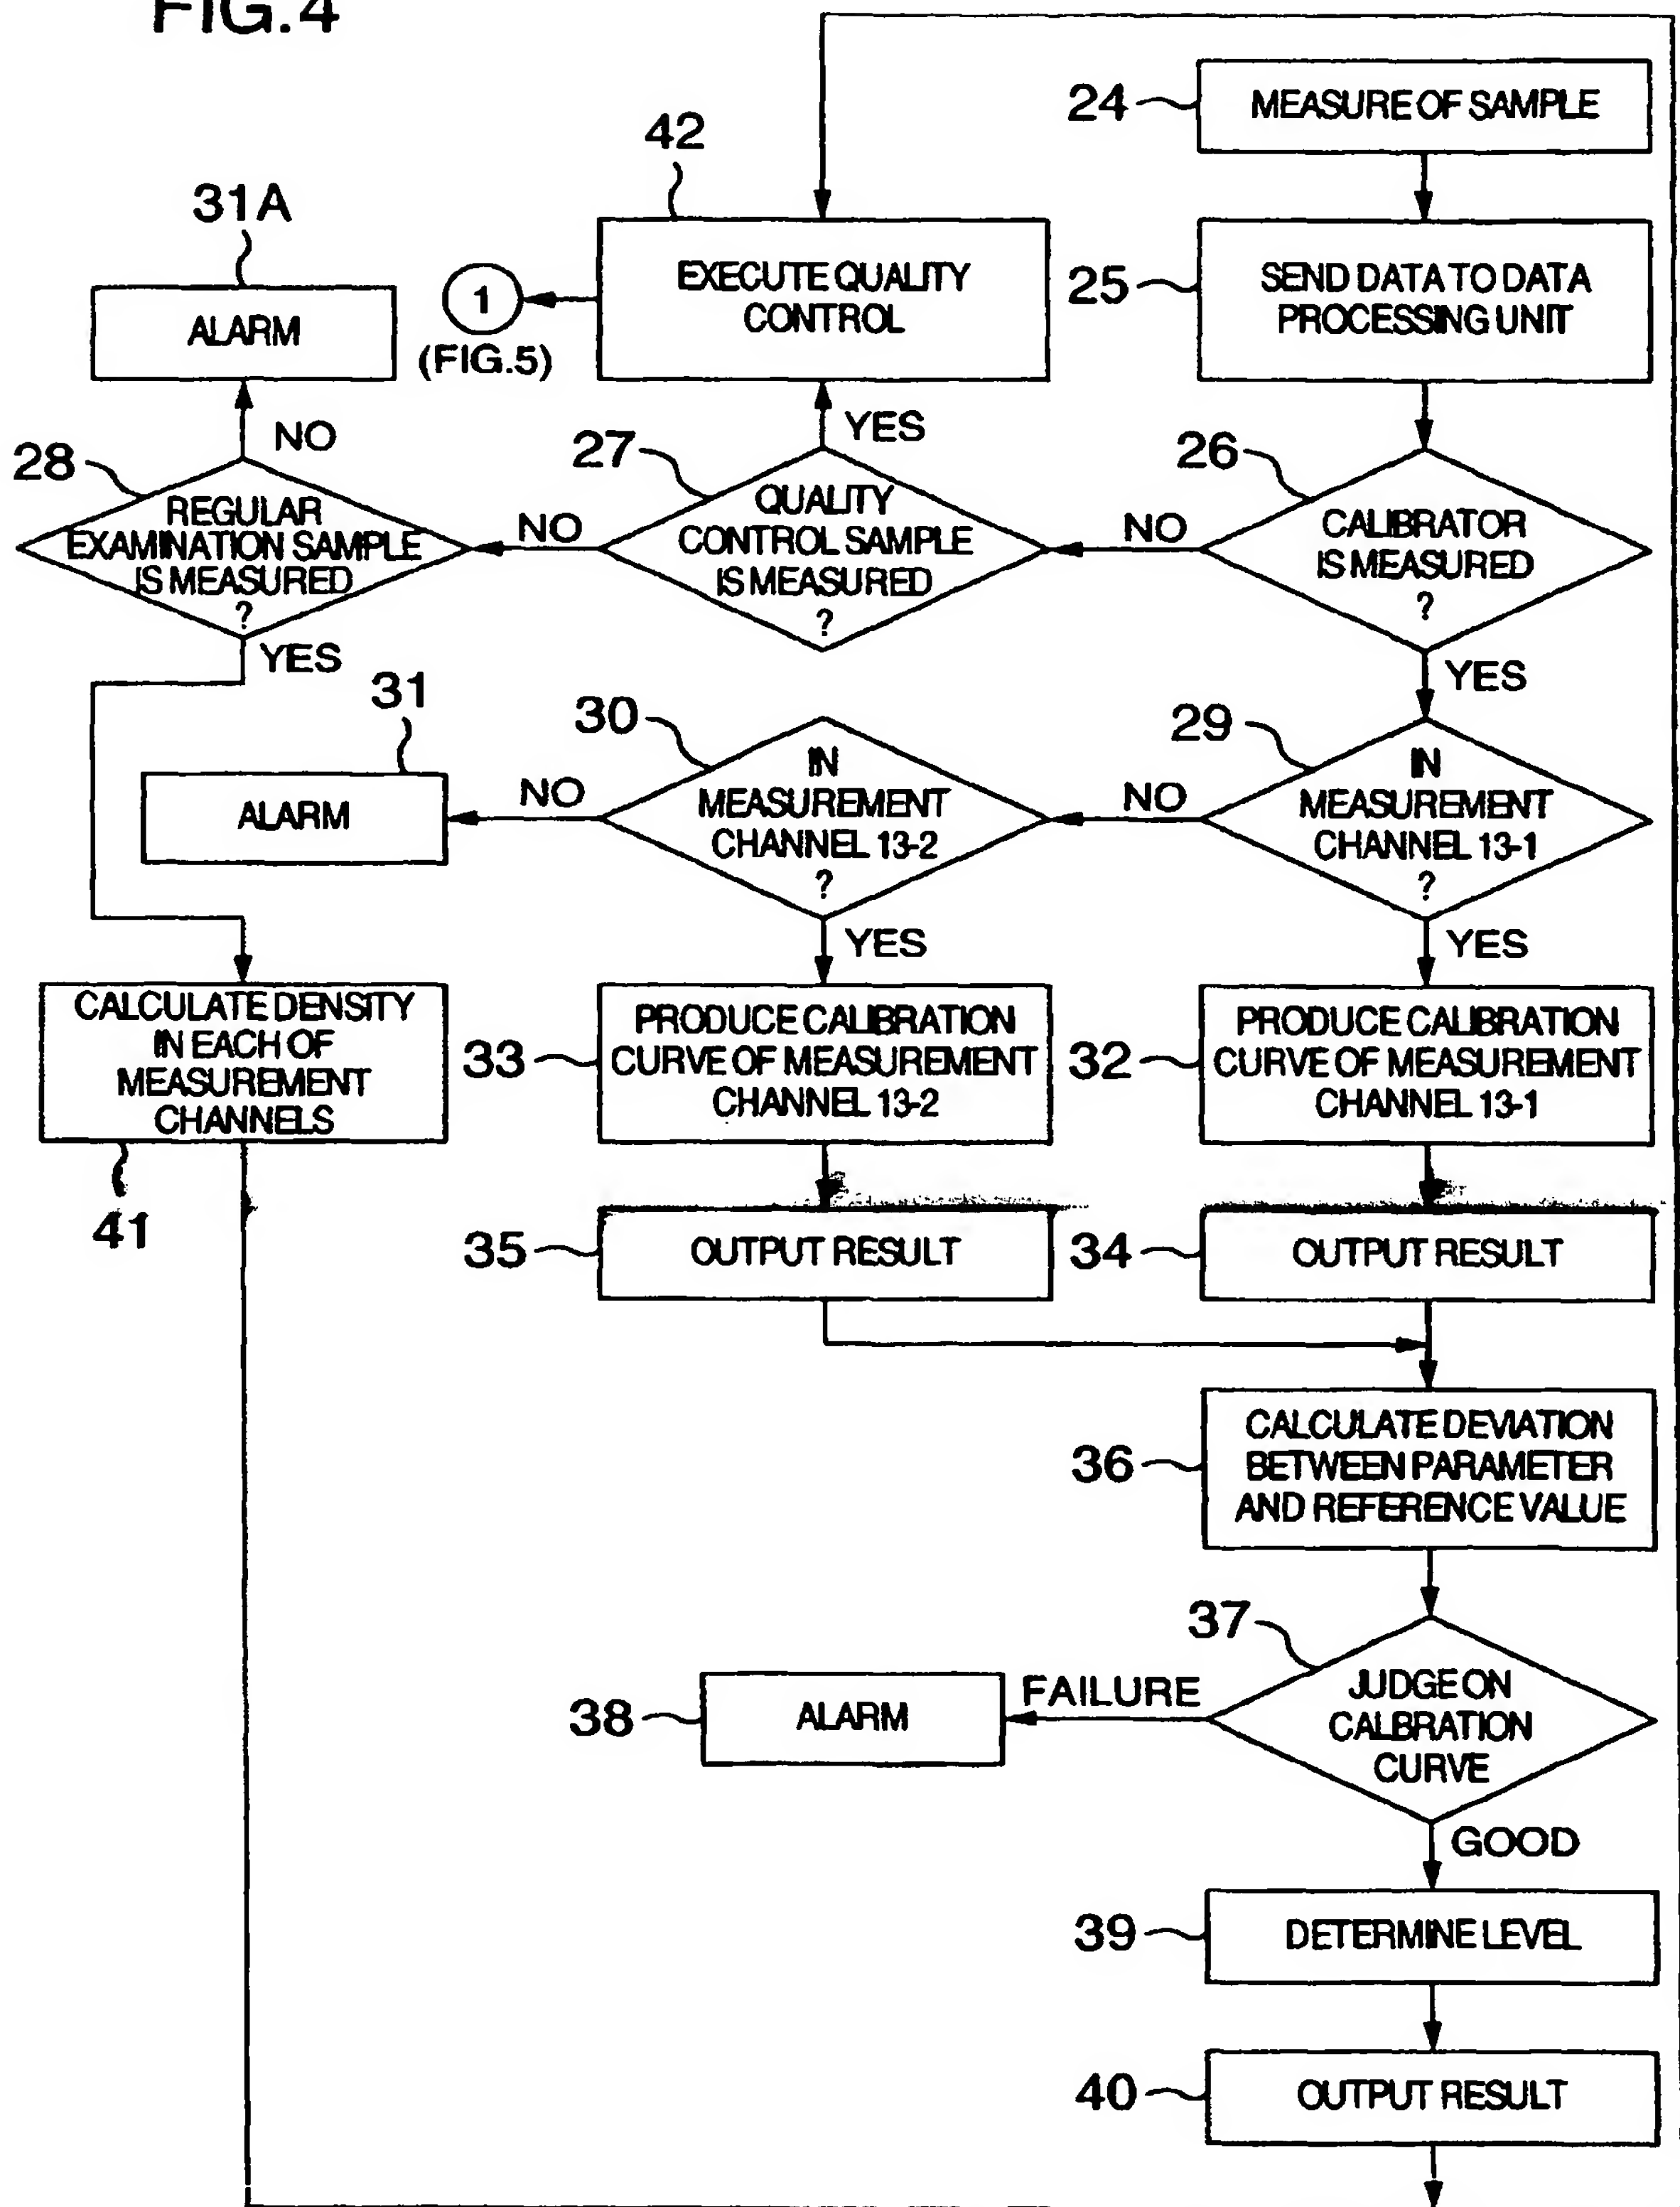 FIG.4
24
MEASURE OF SAMPLE
42
31A
ALARM
1
(FIG.5)
EXECUTE QUALITY
CONTROL
25
SEND DATA TO DATA
PROCESSING UNIT
NO
YES
28
REGULAR
EXAMINATION SAMPLE
IS MEASURED
?
NO
27
QUALITY
CONTROL SAMPLE
IS MEASURED
?
NO
26
CALIBRATOR
IS MEASURED
?
YES
YES
31
ALARM
NO
30
IN
MEASUREMENT
CHANNEL 13-2
?
NO
29
IN
MEASUREMENT
CHANNEL 13-1
?
YES
YES
CALCULATE DENSITY
IN EACH OF
MEASUREMENT
CHANNELS
41
33
PRODUCE CALIBRATION
CURVE OF MEASUREMENT
CHANNEL 13-2
32
PRODUCE CALIBRATION
CURVE OF MEASUREMENT
CHANNEL 13-1
35
OUTPUT RESULT
34
OUTPUT RESULT
36
CALCULATE DEVIATION
BETWEEN PARAMETER
AND REFERENCE VALUE
37
JUDGE ON
CALBRATION
CURVE
FAILURE
38
ALARM
GOOD
39
DETERMINE LEVEL
40
OUTPUT RESULT